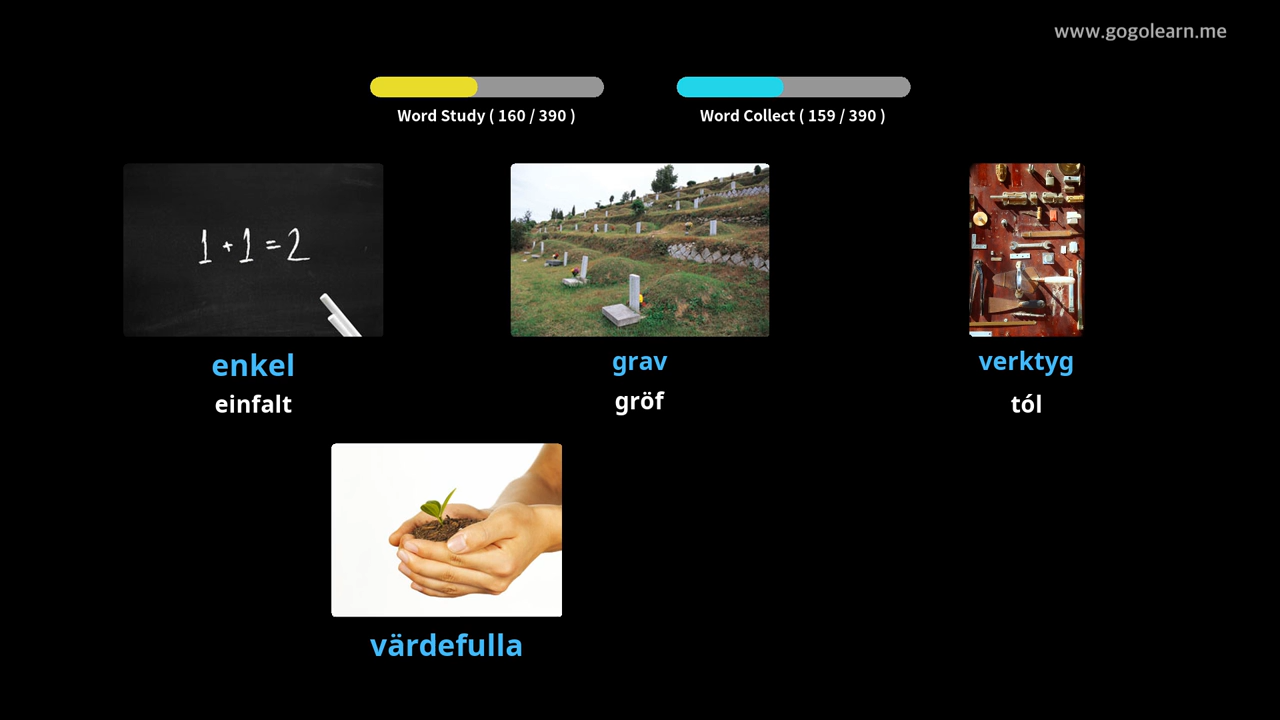 www.gogolearn.me
Word Study ( 160 / 390 )
Word Collect ( 159 / 390 )
1 + 1 = 2
enkel
einfalt
grav
gröf
verktyg
tól
värdefulla